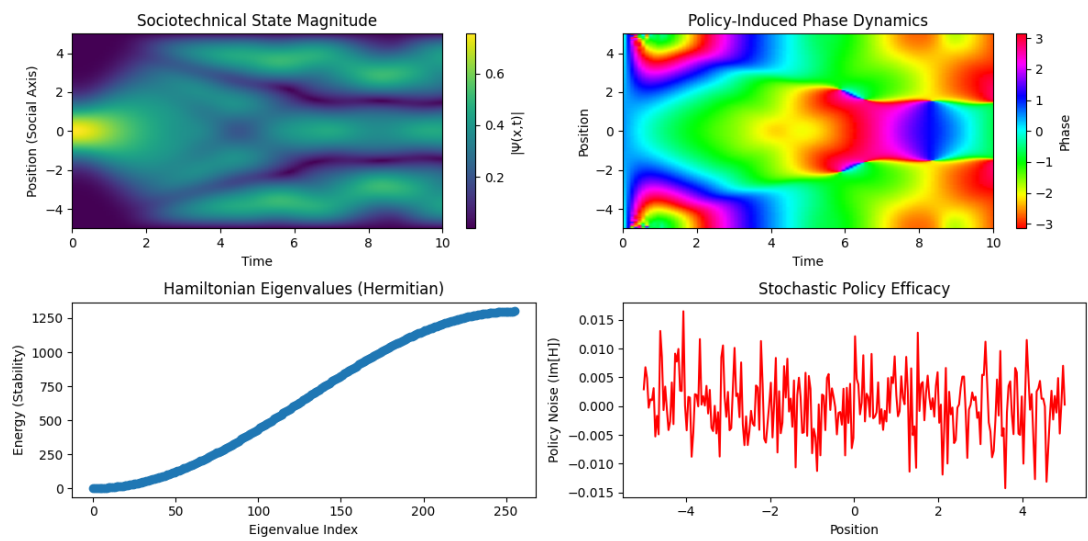 Sociotechnical State Magnitude
Position (Social Axis)
4
2
0
−2
−4
0 2 4 6 8 10
Time
0.6
0.4
0.2
|Ψ(x,t)|
Policy-Induced Phase Dynamics
Position
4
2
0
−2
−4
0 2 4 6 8 10
Time
3
2
1
0
−1
−2
−3
Phase
Hamiltonian Eigenvalues (Hermitian)
Energy (Stability)
1250
1000
750
500
250
0
0 50 100 150 200 250
Eigenvalue Index
Stochastic Policy Efficacy
Policy Noise (Im[H])
0.015
0.010
0.005
0.000
−0.005
−0.010
−0.015
−4 −2 0 2 4
Position